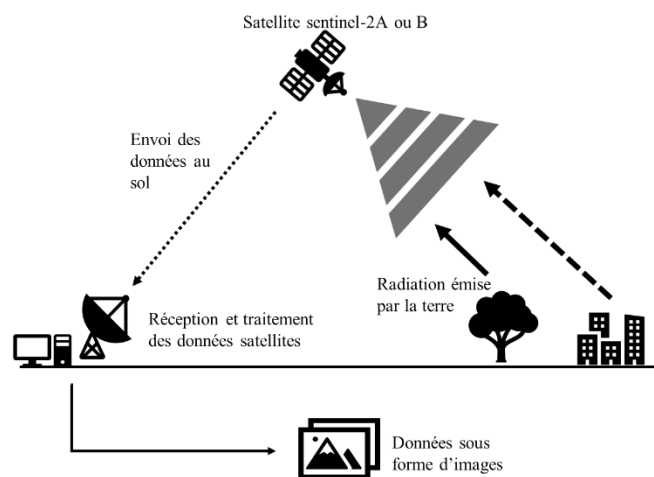 Satellite sentinel-2A ou B
Envoi des
données au
sol
Radiation émise
par la terre
Réception et traitement
des données satellites
Données sous
forme d'images